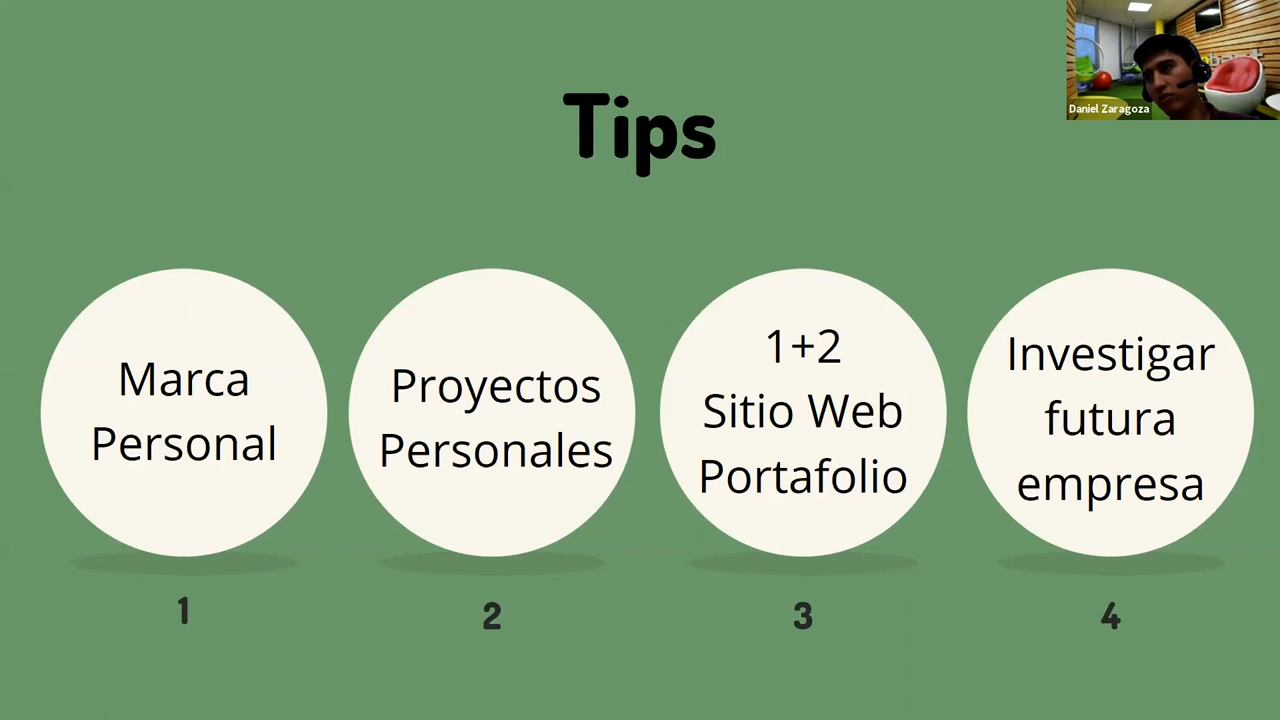 Daniel Zaragoza
Tips
Marca
Personal
Proyectos
Personales
1+2
Sitio Web
Portafolio
Investigar
futura
empresa
1
2
3
4